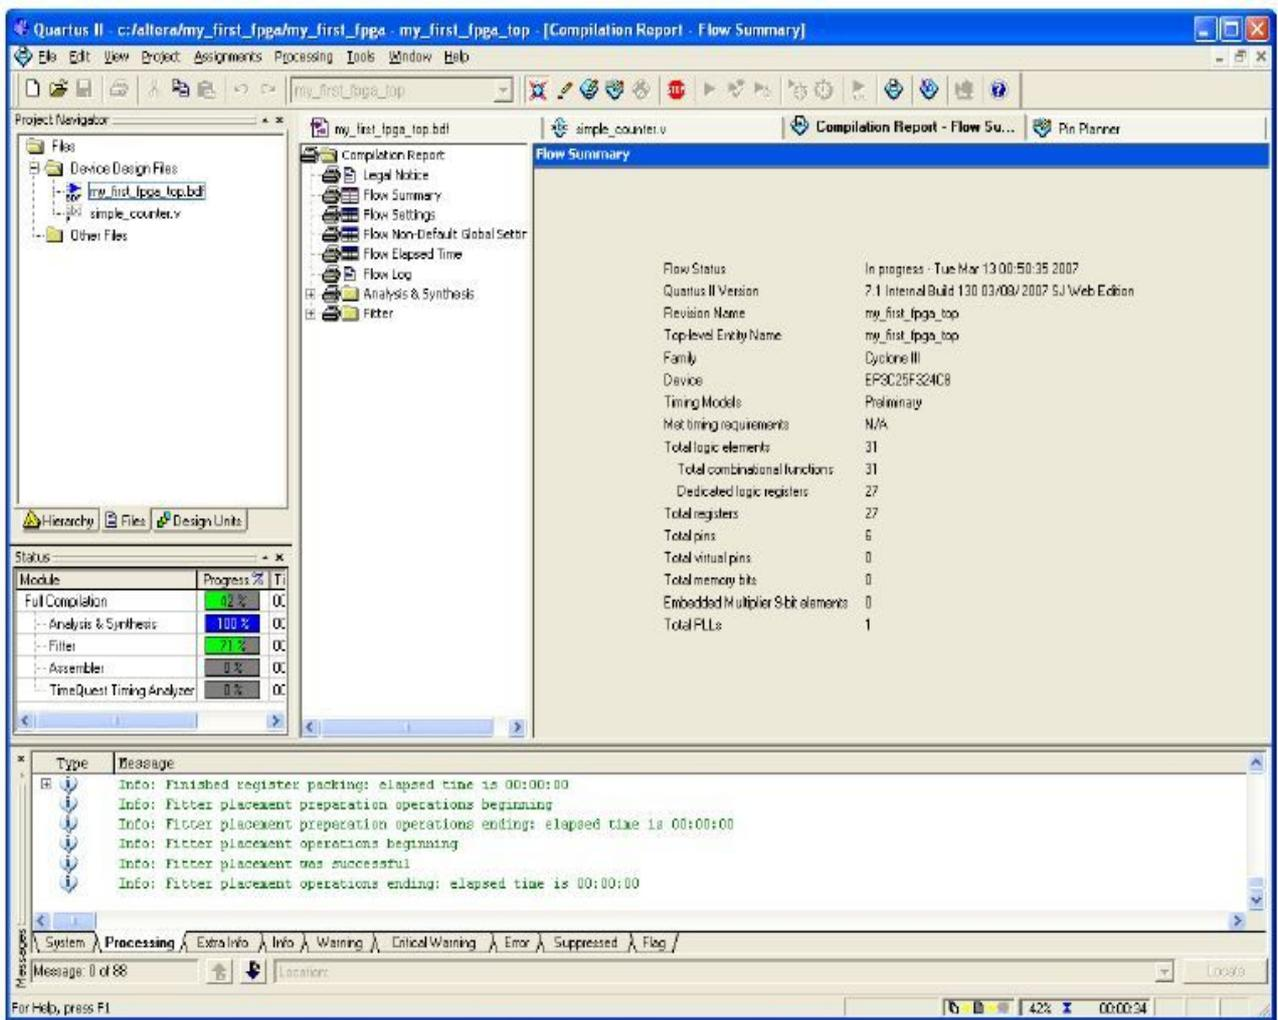 Quartus II - c:/altera/my_first_fpga/my_first_fpga - my_first_fpga_top - [Compilation Report - Flow Summary]
File Edit View Project Assignments Processing Tools Window Help
my_first_fpga_top
Project Navigator
Files
Device Design Files
my_first_fpga_top.bdf
simple_counter.v
Other Files
Hierarchy Files Design Units
my_first_fpga_top.bdf simple_counter.v Compilation Report - Flow Su... Pin Planner
Compilation Report
Legal Notice
Flow Summary
Flow Settings
Flow Non-Default Global Settir
Flow Elapsed Time
Flow Log
Analysis & Synthesis
Fitter
Flow Summary
Flow Status In progress - Tue Mar 13 00:50:35 2007
Quartus II Version 7.1 Internal Build 130 03/08/2007 SJ Web Edition
Revision Name my_first_fpga_top
Top-level Entity Name my_first_fpga_top
Family Cyclone III
Device EP3C25F324C8
Timing Models Preliminary
Met timing requirements N/A
Total logic elements 31
Total combinational functions 31
Dedicated logic registers 27
Total registers 27
Total pins 6
Total virtual pins 0
Total memory bits 0
Embedded Multiplier 9-bit elements 0
Total PLLs 1
Status
Module Progress % Ti
Full Compilation 42 % 00
Analysis & Synthesis 100 % 00
Fitter 71 % 00
Assembler 0 % 00
TimeQuest Timing Analyzer 0 % 00
Type Message
Info: Finished register packing: elapsed time is 00:00:00
Info: Fitter placement preparation operations beginning
Info: Fitter placement preparation operations ending: elapsed time is 00:00:00
Info: Fitter placement operations beginning
Info: Fitter placement was successful
Info: Fitter placement operations ending: elapsed time is 00:00:00
System Processing Extra Info Info Warning Critical Warning Error Suppressed Flag
Messages
Message: 0 of 88 Location: Locate
For Help, press F1 42% 00:00:34